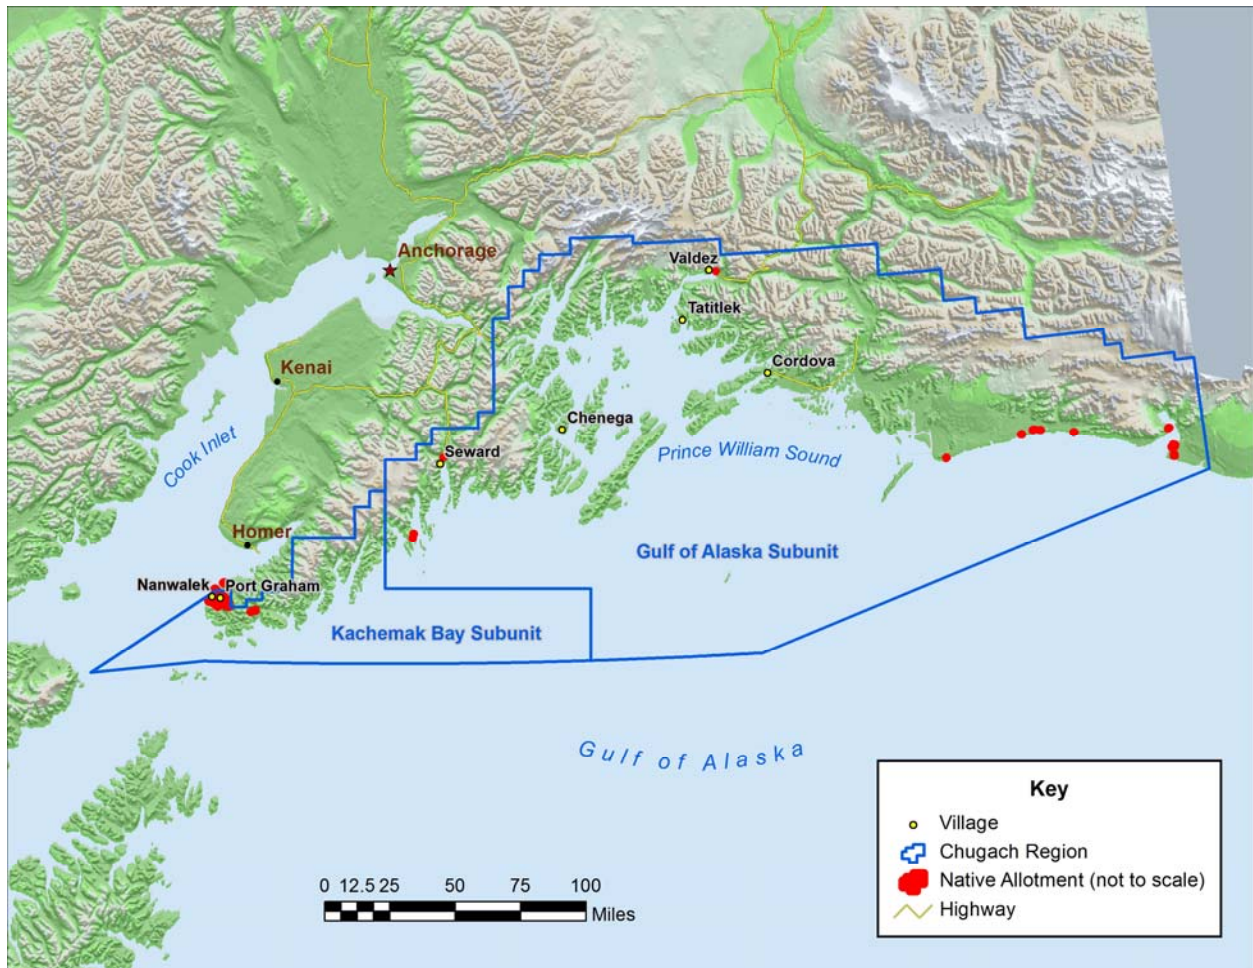 Anchorage
Valdez
Tatitlek
Cordova
Kenai
Chenega
Cook Inlet
Seward
Prince William Sound
Homer
Gulf of Alaska Subunit
Nanwalek
Port Graham
Kachemak Bay Subunit
Gulf of Alaska
Key
Village
Chugach Region
Native Allotment (not to scale)
Highway
0 12.5 25 50 75 100
Miles